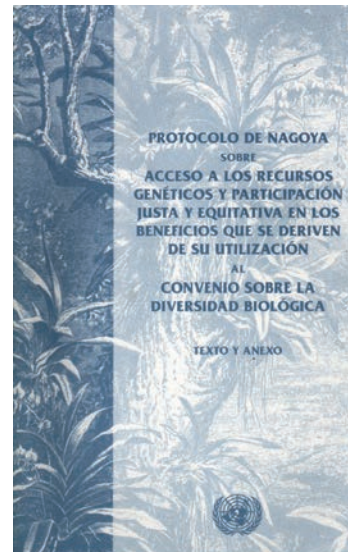 PROTOCOLO DE NAGOYA
SOBRE
ACCESO A LOS RECURSOS
GENÉTICOS Y PARTICIPACIÓN
JUSTA Y EQUITATIVA EN LOS
BENEFICIOS QUE SE DERIVEN
DE SU UTILIZACIÓN
AL
CONVENIO SOBRE LA
DIVERSIDAD BIOLÓGICA
TEXTO Y ANEXO